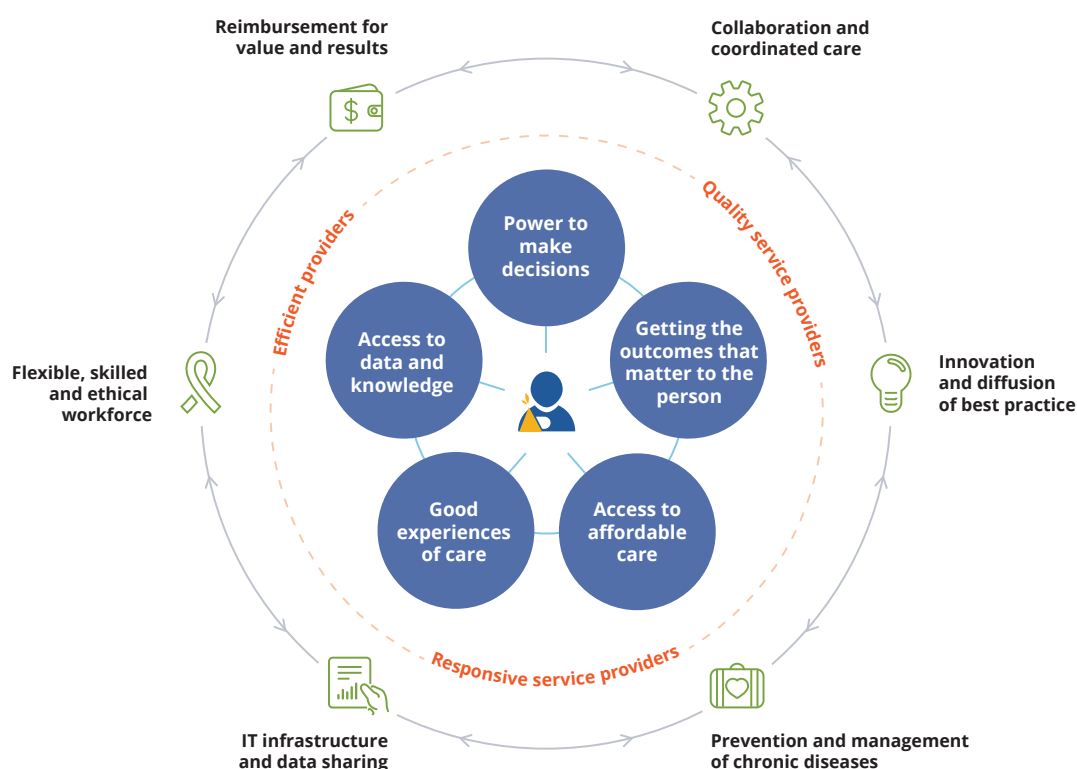 Reimbursement for
value and results
Collaboration and
coordinated care
$
Efficient providers
Quality service providers
Power to
make
decisions
Access to
data and
knowledge
Getting the
outcomes that
matter to the
person
Flexible, skilled
and ethical
workforce
Innovation
and diffusion
of best practice
Good
experiences
of care
Access to
affordable
care
Responsive service providers
IT infrastructure
and data sharing
Prevention and management
of chronic diseases